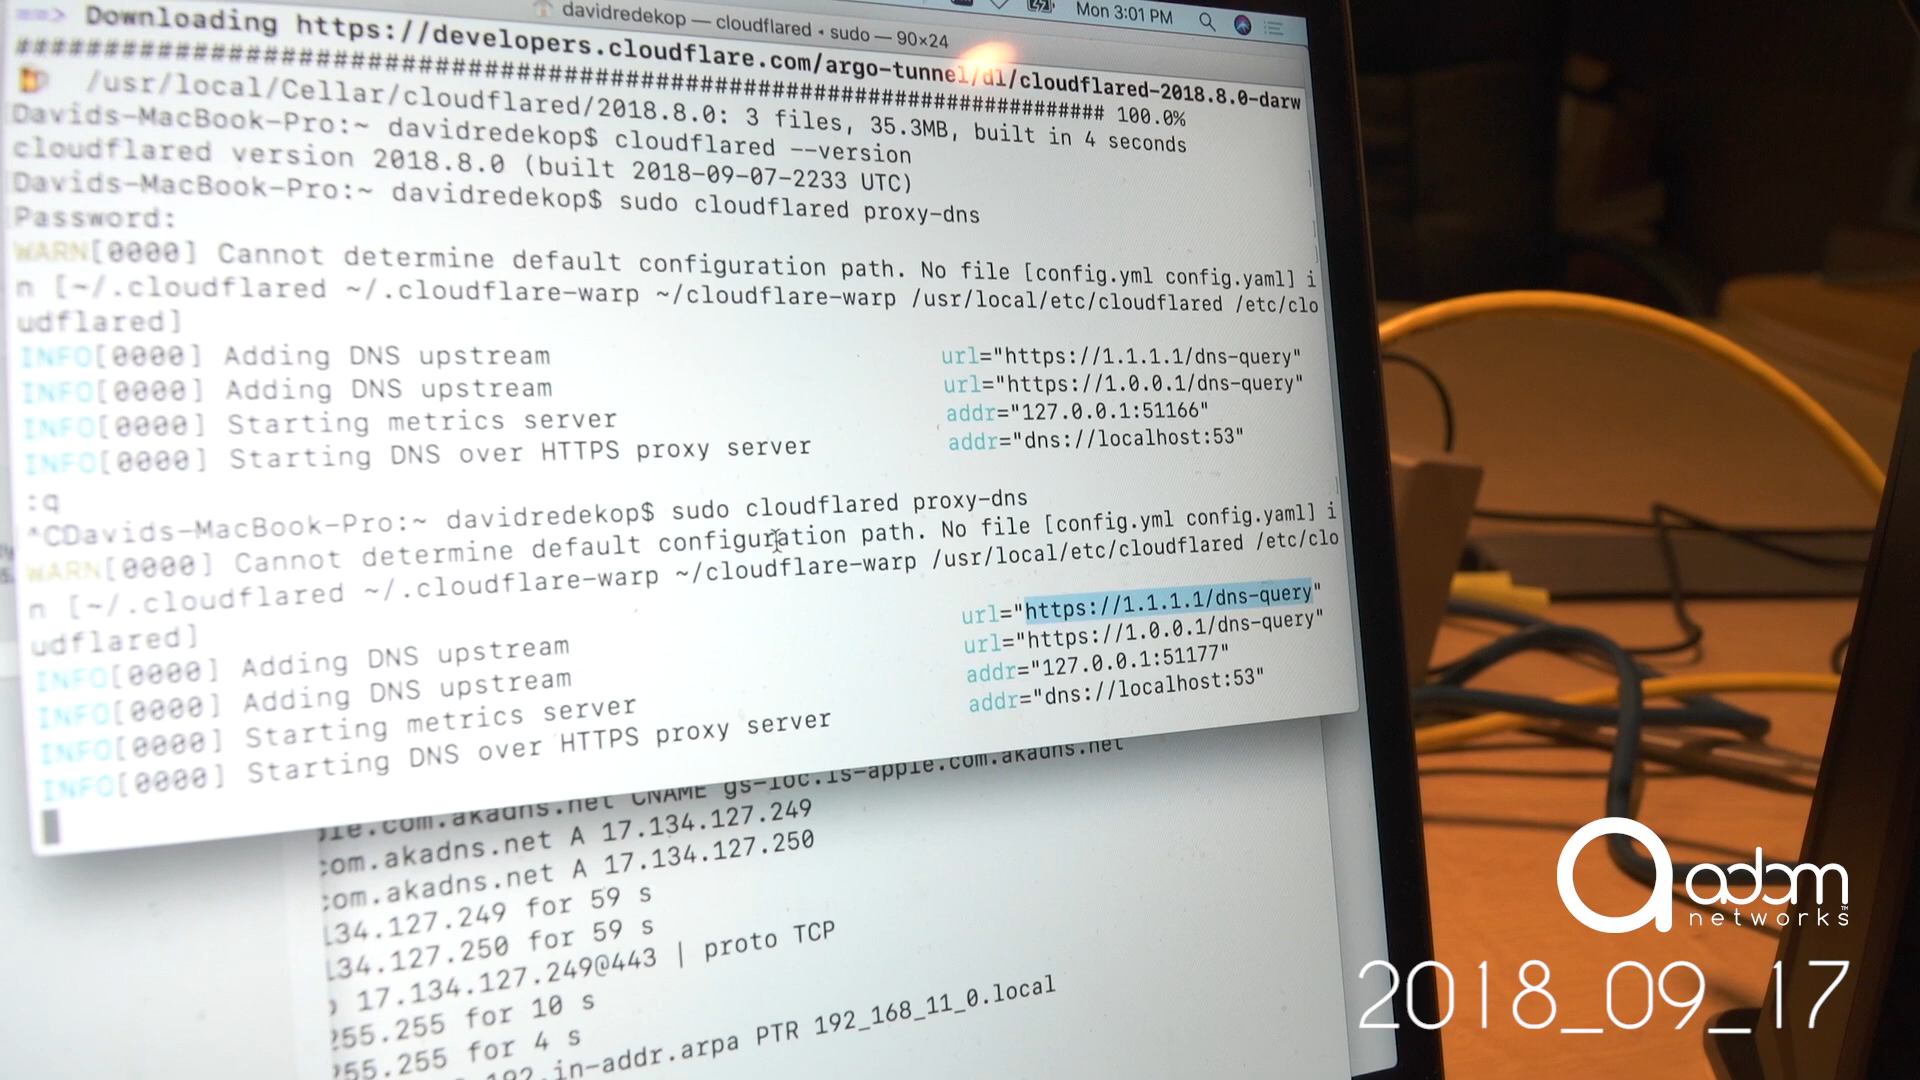 davidredekop — cloudflared • sudo — 90×24
Mon 3:01 PM
==> Downloading https://developers.cloudflare.com/argo-tunnel/dl/cloudflared-2018.8.0-darw
######################################################################## 100.0%
/usr/local/Cellar/cloudflared/2018.8.0: 3 files, 35.3MB, built in 4 seconds
Davids-MacBook-Pro:~ davidredekop$ cloudflared --version
cloudflared version 2018.8.0 (built 2018-09-07-2233 UTC)
Davids-MacBook-Pro:~ davidredekop$ sudo cloudflared proxy-dns
Password:
WARN[0000] Cannot determine default configuration path. No file [config.yml config.yaml] i
n [~/.cloudflared ~/.cloudflare-warp ~/cloudflare-warp /usr/local/etc/cloudflared /etc/clo
udflared]
INFO[0000] Adding DNS upstream url="https://1.1.1.1/dns-query"
INFO[0000] Adding DNS upstream url="https://1.0.0.1/dns-query"
INFO[0000] Starting metrics server addr="127.0.0.1:51166"
INFO[0000] Starting DNS over HTTPS proxy server addr="dns://localhost:53"
:q
^CDavids-MacBook-Pro:~ davidredekop$ sudo cloudflared proxy-dns
WARN[0000] Cannot determine default configuration path. No file [config.yml config.yaml] i
n [~/.cloudflared ~/.cloudflare-warp ~/cloudflare-warp /usr/local/etc/cloudflared /etc/clo
udflared]
INFO[0000] Adding DNS upstream url="https://1.1.1.1/dns-query"
INFO[0000] Adding DNS upstream url="https://1.0.0.1/dns-query"
INFO[0000] Starting metrics server addr="127.0.0.1:51177"
INFO[0000] Starting DNS over HTTPS proxy server addr="dns://localhost:53"
ple.com.akadns.net CNAME gs-loc.ls-apple.com.akadns.net
com.akadns.net A 17.134.127.249
com.akadns.net A 17.134.127.250
134.127.249 for 59 s
134.127.250 for 59 s
17.134.127.249@443 | proto TCP
255.255 for 10 s
255.255 for 4 s
192.in-addr.arpa PTR 192_168_11_0.local
adam
networks
2018_09_17